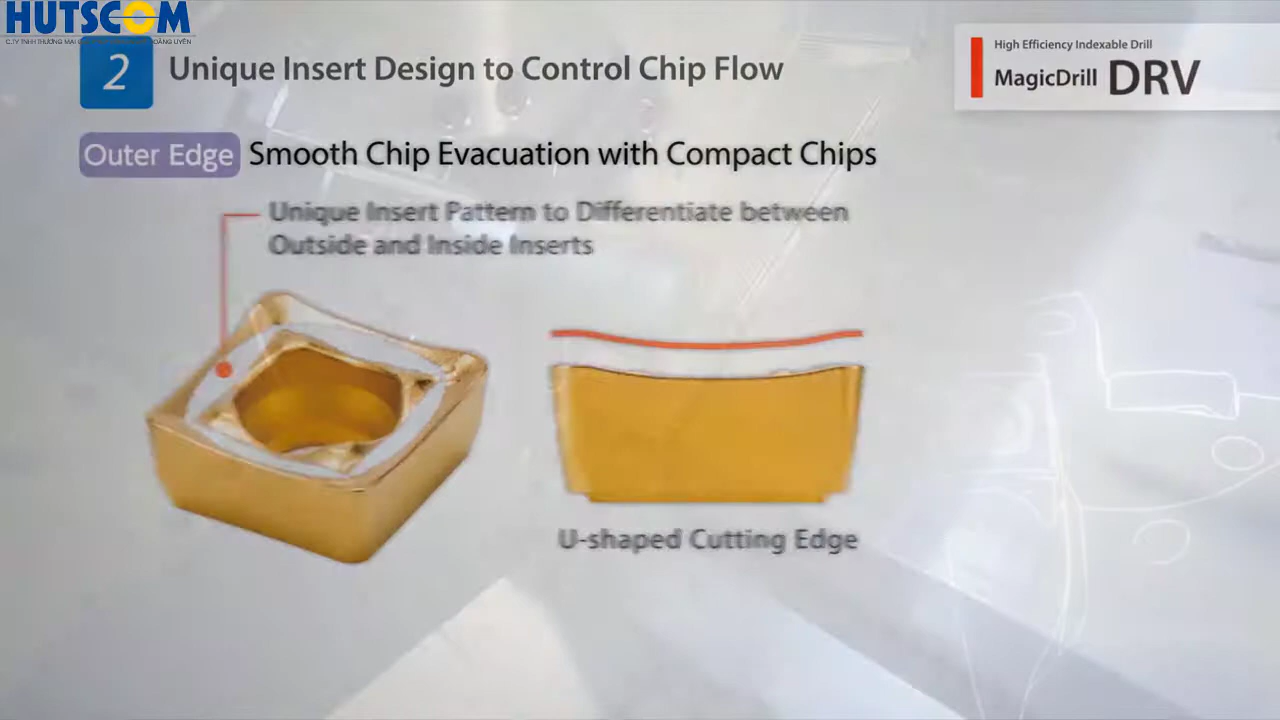 HUTSCOM
2
Unique Insert Design to Control Chip Flow
High Efficiency Indexable Drill
MagicDrill DRV
Outer Edge Smooth Chip Evacuation with Compact Chips
Unique Insert Pattern to Differentiate between
Outside and Inside Inserts
U-shaped Cutting Edge